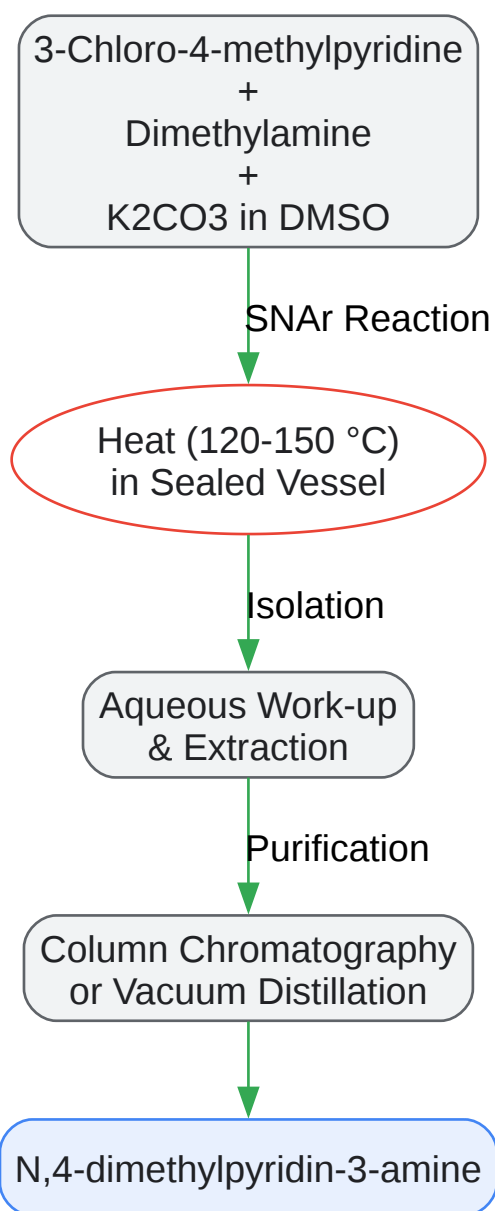 3-Chloro-4-methylpyridine
+
Dimethylamine
+
K2CO3 in DMSO
SNAr Reaction
Heat (120-150 °C)
in Sealed Vessel
Isolation
Aqueous Work-up
& Extraction
Purification
Column Chromatography
or Vacuum Distillation
N,4-dimethylpyridin-3-amine